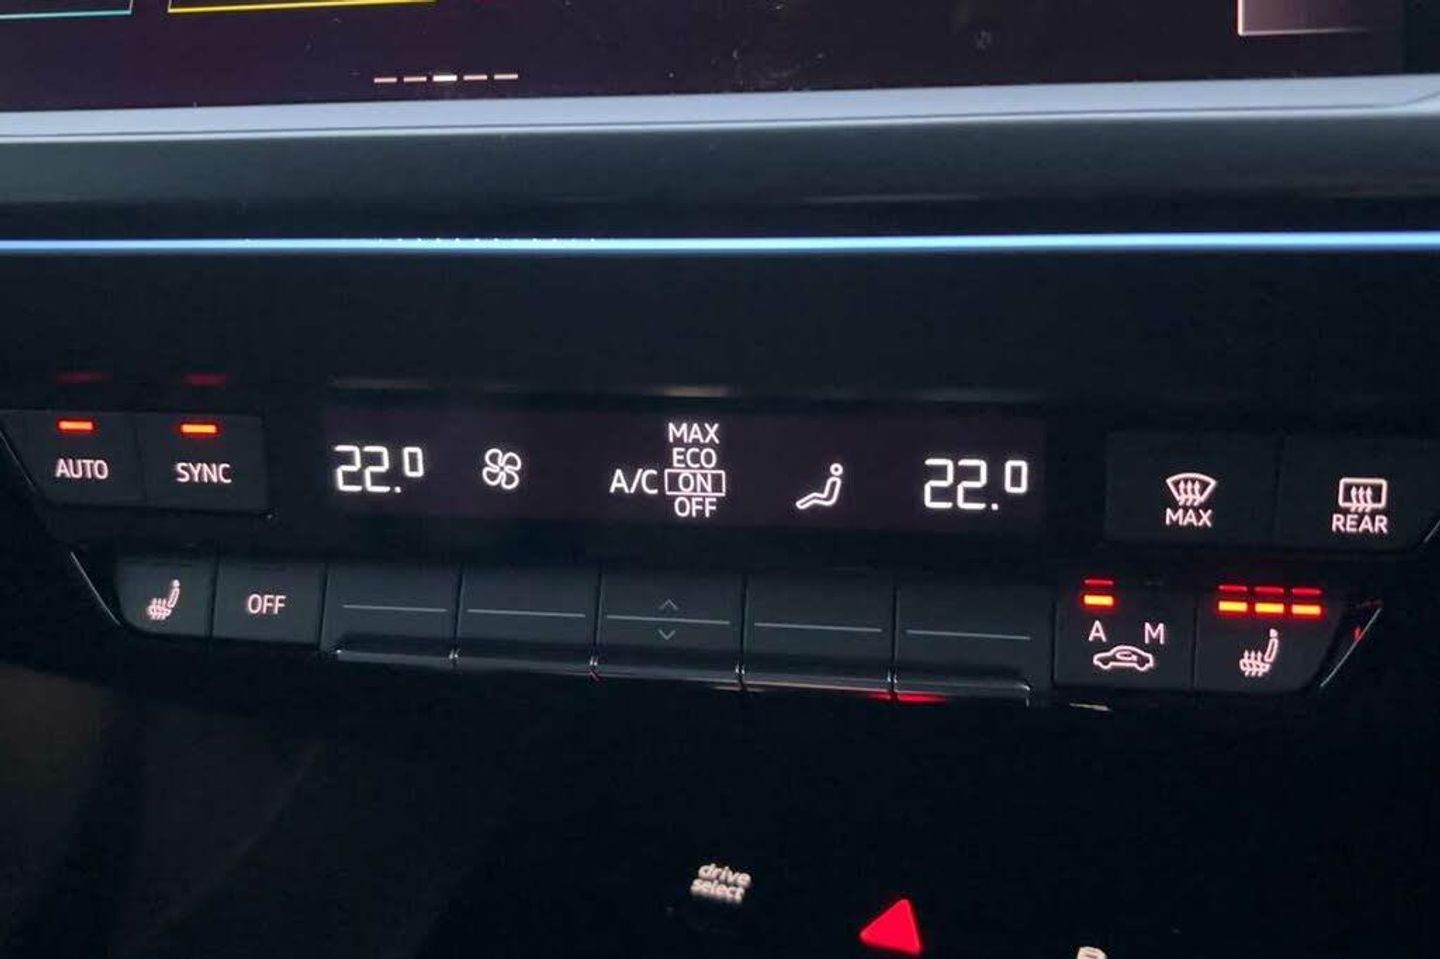 AUTO
SYNC
22.0
A/C
MAX
ECO
ON
OFF
22.0
MAX
REAR
OFF
A M
drive
select